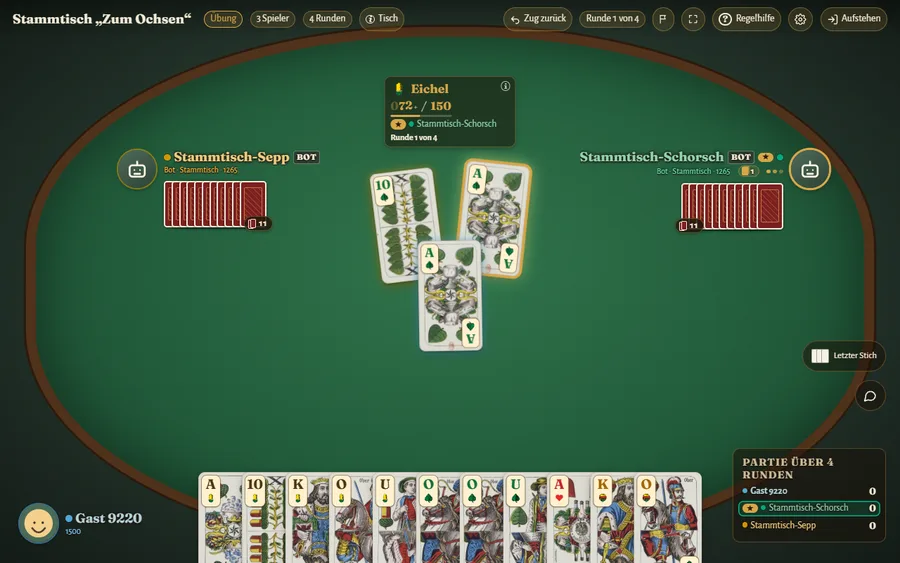 Stammtisch „Zum Ochsen“ Übung 3 Spieler 4 Runden Tisch Zug zurück Runde 1 von 4 Regelhilfe Aufstehen
Eichel
072 / 150
Stammtisch-Schorsch
Runde 1 von 4
Stammtisch-Sepp BOT
Bot · Stammtisch · 1265
11
Stammtisch-Schorsch BOT
Bot · Stammtisch · 1265 1
11
10
A
A
A
A
Letzter Stich
PARTIE ÜBER 4 RUNDEN
Gast 9220 0
Stammtisch-Schorsch 0
Stammtisch-Sepp 0
A 10 K O U O O U A K O
Gast 9220
1500